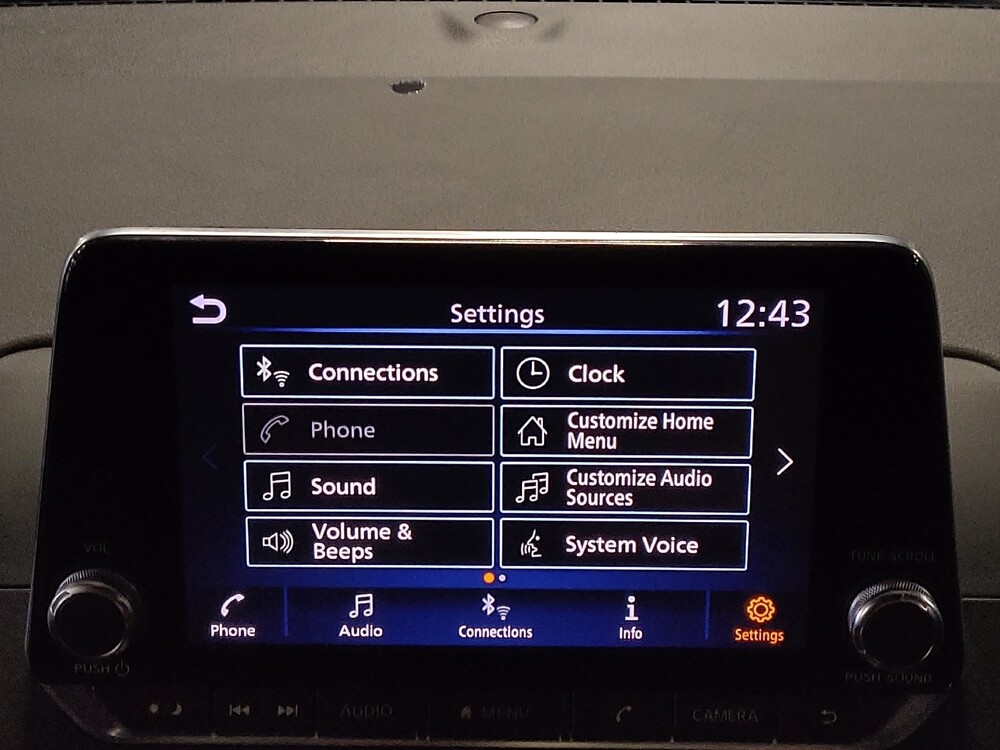 Settings
12:43
Connections
Clock
Phone
Customize Home
Menu
Sound
Customize Audio
Sources
Volume &
Beeps
System Voice
Phone
Audio
Connections
Info
Settings
VOL
TUNE SCROLL
PUSH
PUSH SOUND
AUDIO
MENU
CAMERA